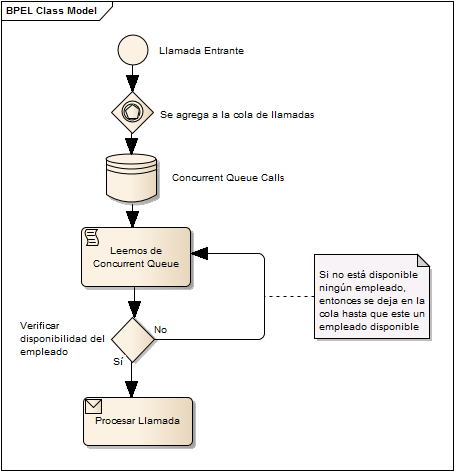 BPEL Class Model
Llamada Entrante
Se agrega a la cola de llamadas
Concurrent Queue Calls
Leemos de
Concurrent Queue
Si no está disponible
ningún empleado,
entonces se deja en la
cola hasta que este un
empleado disponible
Verificar
disponibilidad del
empleado
No
Sí
Procesar Llamada